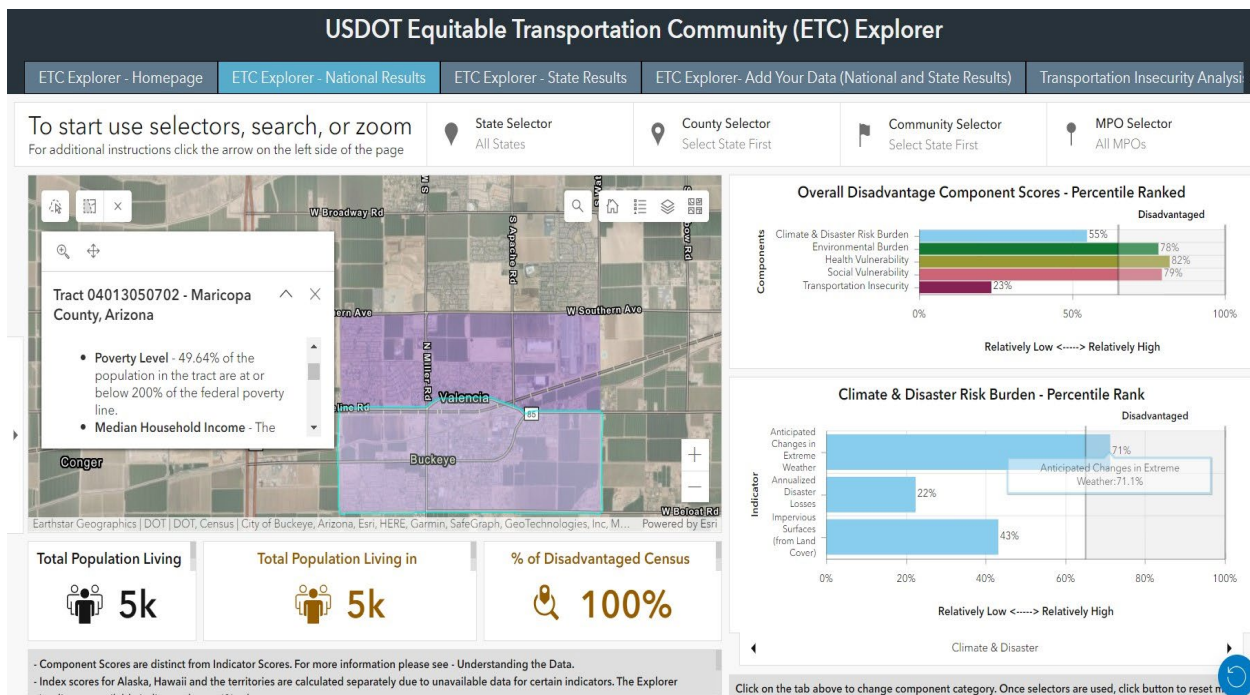 USDOT Equitable Transportation Community (ETC) Explorer
ETC Explorer - Homepage
ETC Explorer - National Results
ETC Explorer - State Results
ETC Explorer- Add Your Data (National and State Results)
Transportation Insecurity Analysi
To start use selectors, search, or zoom
For additional instructions click the arrow on the left side of the page
State Selector
All States
County Selector
Select State First
Community Selector
Select State First
MPO Selector
All MPOs
W Broadway Rd
S Apache Rd
W Southern Ave
ern Ave
N Miller Rd
Valencia
line Rd
85
Buckeye
Conger
W Beloat Rd
Tract 04013050702 - Maricopa
County, Arizona
• Poverty Level - 49.64% of the
population in the tract are at or
below 200% of the federal poverty
line.
• Median Household Income - The
Earthstar Geographics | DOT | DOT, Census | City of Buckeye, Arizona, Esri, HERE, Garmin, SafeGraph, GeoTechnologies, Inc, M...
Powered by Esri
Total Population Living
5k
Total Population Living in
5k
% of Disadvantaged Census
100%
- Component Scores are distinct from Indicator Scores. For more information please see - Understanding the Data.
- Index scores for Alaska, Hawaii and the territories are calculated separately due to unavailable data for certain indicators. The Explorer
Overall Disadvantage Component Scores - Percentile Ranked
Disadvantaged
Components
Climate & Disaster Risk Burden
55%
Environmental Burden
78%
Health Vulnerability
82%
Social Vulnerability
79%
Transportation Insecurity
23%
0%
50%
100%
Relatively Low <-----> Relatively High
Climate & Disaster Risk Burden - Percentile Rank
Disadvantaged
Indicator
Anticipated
Changes in
Extreme
Weather
71%
Anticipated Changes in Extreme
Weather:71.1%
Annualized
Disaster
Losses
22%
Impervious
Surfaces
(from Land
Cover)
43%
0%
20%
40%
60%
80%
100%
Relatively Low <-----> Relatively High
Climate & Disaster
Click on the tab above to change component category. Once selectors are used, click button to reset